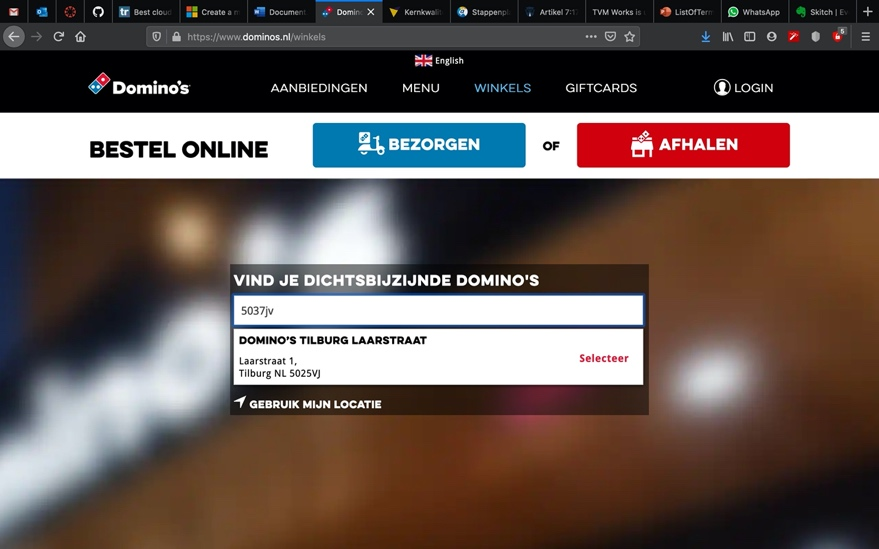 Best cloud
Create a m
Document
Domino
Kernkwalit
Stappenpl
Artikel 7:1
TVM Works is
ListOfTerm
WhatsApp
Skitch | Ev
https://www.dominos.nl/winkels
5
English
Domino's
AANBIEDINGEN
MENU
WINKELS
GIFTCARDS
LOGIN
BESTEL ONLINE
BEZORGEN
OF
AFHALEN
VIND JE DICHTSBIJZIJNDE DOMINO'S
5037jv
DOMINO'S TILBURG LAARSTRAAT
Laarstraat 1,
Tilburg NL 5025VJ
Selecteer
GEBRUIK MIJN LOCATIE